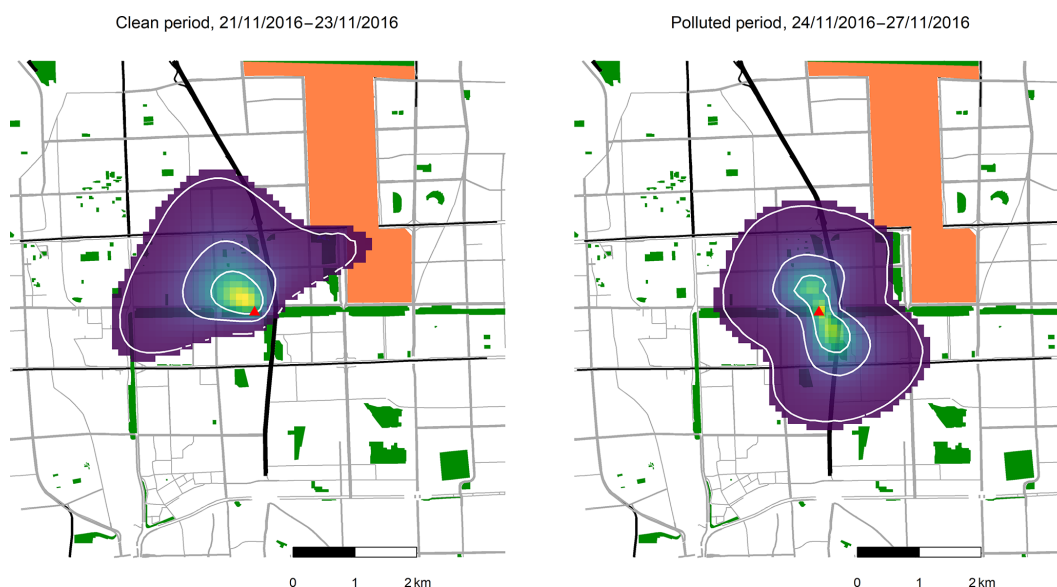 Clean period, 21/11/2016−23/11/2016
Polluted period, 24/11/2016−27/11/2016
0 1 2 km
0 1 2 km